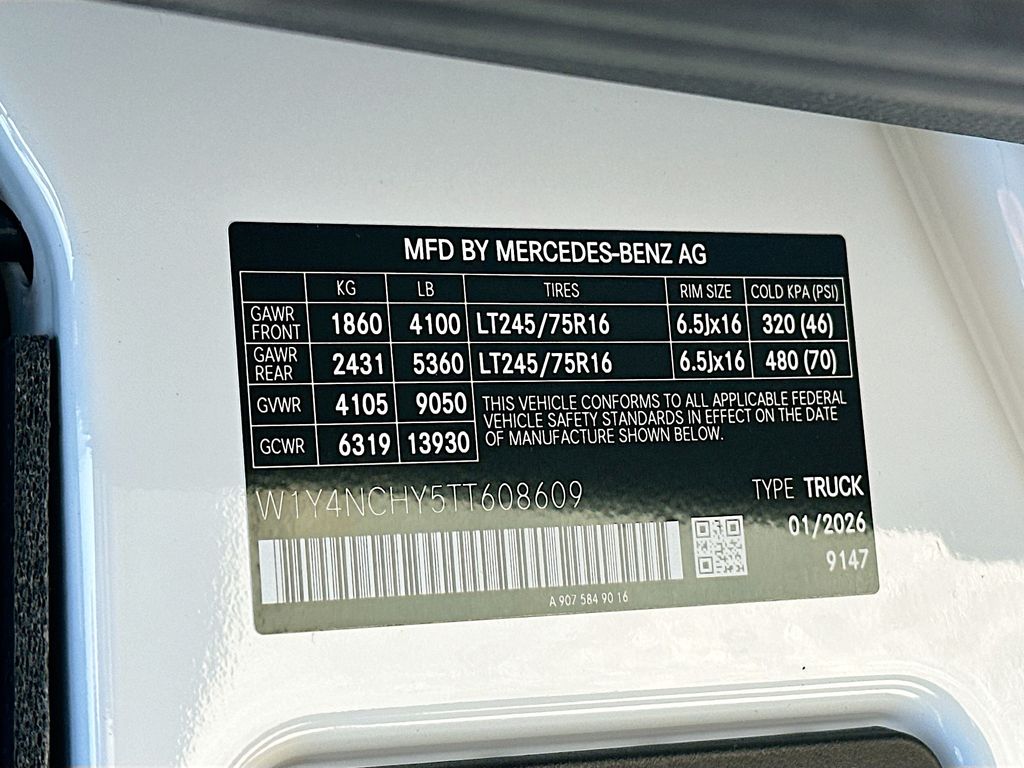 MFD BY MERCEDES-BENZ AG
KG LB TIRES RIM SIZE COLD KPA (PSI)
GAWR FRONT 1860 4100 LT245/75R16 6.5Jx16 320 (46)
GAWR REAR 2431 5360 LT245/75R16 6.5Jx16 480 (70)
GVWR 4105 9050
GCWR 6319 13930
THIS VEHICLE CONFORMS TO ALL APPLICABLE FEDERAL
VEHICLE SAFETY STANDARDS IN EFFECT ON THE DATE
OF MANUFACTURE SHOWN BELOW.
W1Y4NCHY5TT608609
TYPE TRUCK
01/2026
9147
A 907 584 90 16